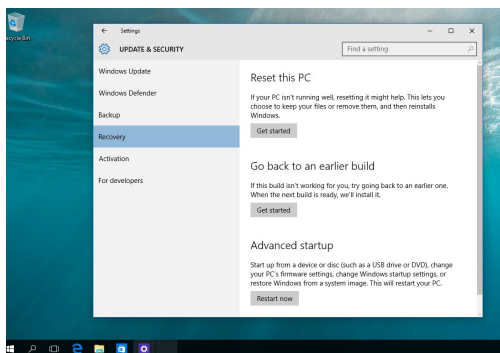 Recycle Bin
Settings
UPDATE & SECURITY
Find a setting
Windows Update
Windows Defender
Backup
Recovery
Activation
For developers
Reset this PC
If your PC isn't running well, resetting it might help. This lets you
choose to keep your files or remove them, and then reinstalls
Windows.
Get started
Go back to an earlier build
If this build isn't working for you, try going back to an earlier one.
When the next build is ready, we'll install it.
Get started
Advanced startup
Start up from a device or disc (such as a USB drive or DVD), change
your PC's firmware settings, change Windows startup settings, or
restore Windows from a system image. This will restart your PC.
Restart now